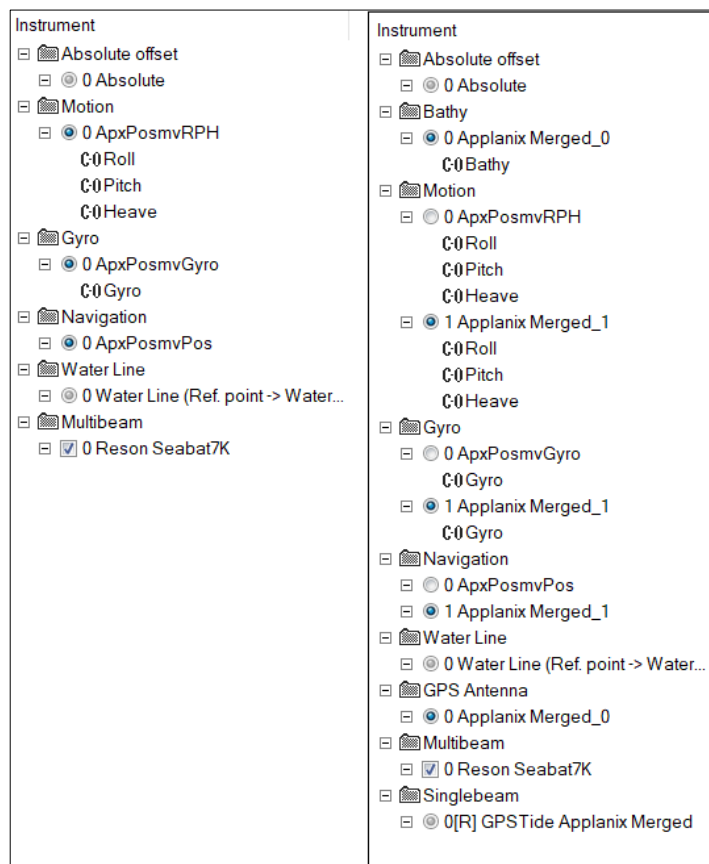 Instrument
Absolute offset
0 Absolute
Motion
0 ApxPosmvRPH
C·0 Roll
C·0 Pitch
C·0 Heave
Gyro
0 ApxPosmvGyro
C·0 Gyro
Navigation
0 ApxPosmvPos
Water Line
0 Water Line (Ref. point -> Water...
Multibeam
0 Reson Seabat7K
Instrument
Absolute offset
0 Absolute
Bathy
0 Applanix Merged_0
C·0 Bathy
Motion
0 ApxPosmvRPH
C·0 Roll
C·0 Pitch
C·0 Heave
1 Applanix Merged_1
C·0 Roll
C·0 Pitch
C·0 Heave
Gyro
0 ApxPosmvGyro
C·0 Gyro
1 Applanix Merged_1
C·0 Gyro
Navigation
0 ApxPosmvPos
1 Applanix Merged_1
Water Line
0 Water Line (Ref. point -> Water...
GPS Antenna
0 Applanix Merged_0
Multibeam
0 Reson Seabat7K
Singlebeam
0[R] GPSTide Applanix Merged